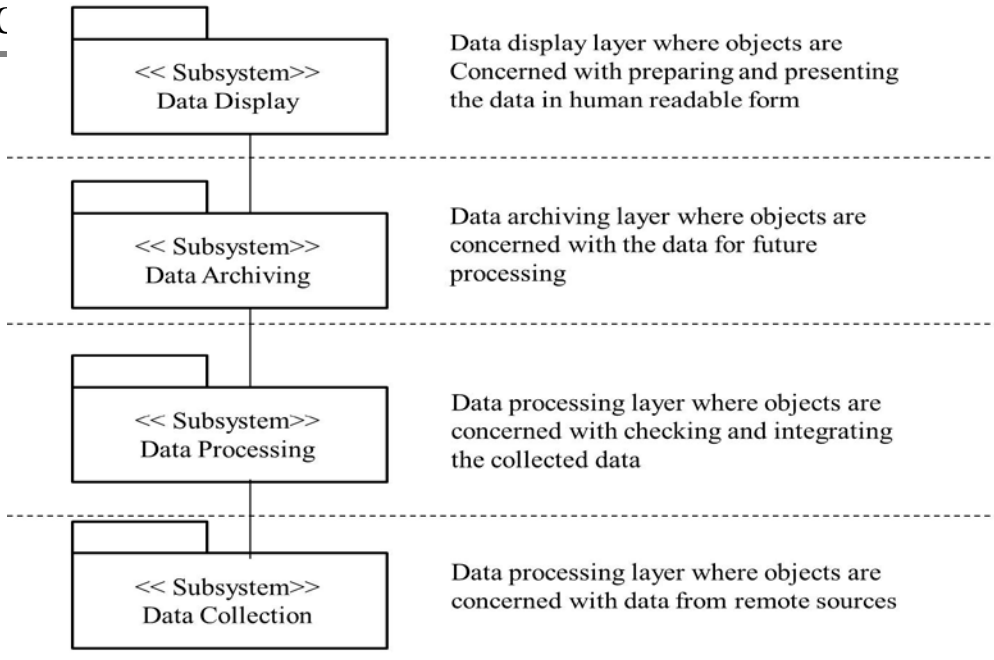 << Subsystem>>
Data Display
Data display layer where objects are
Concerned with preparing and presenting
the data in human readable form
<< Subsystem>>
Data Archiving
Data archiving layer where objects are
concerned with the data for future
processing
<< Subsystem>>
Data Processing
Data processing layer where objects are
concerned with checking and integrating
the collected data
<< Subsystem>>
Data Collection
Data processing layer where objects are
concerned with data from remote sources